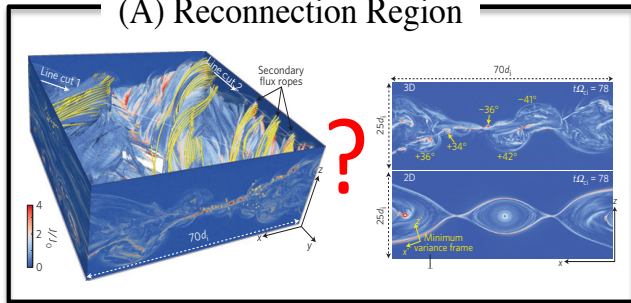 (A) Reconnection Region
Line cut 1
Line cut 2
Secondary
flux ropes
?
4
2
0
J/J₀
70dᵢ
z
x
y
70dᵢ
3D
tΩci = 78
25dᵢ
−36°
−41°
+36°
+34°
+42°
2D
tΩci = 78
25dᵢ
z
Minimum
variance frame
x
z
x